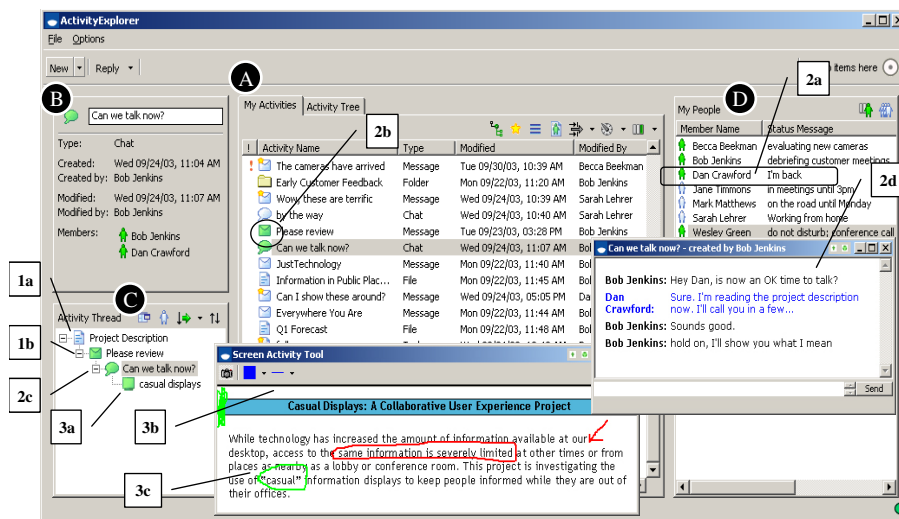 ActivityExplorer
File Options
New Reply
items here
A
B
C
D
1a
1b
2c
3a
2b
3b
3c
2a
2d
Can we talk now?
Type: Chat
Created: Wed 09/24/03, 11:04 AM
Created by: Bob Jenkins
Modified: Wed 09/24/03, 11:07 AM
Modified by: Bob Jenkins
Members: Bob Jenkins
Dan Crawford
Activity Thread
Project Description
Please review
Can we talk now?
casual displays
My Activities Activity Tree
! Activity Name Type Modified Modified By
! The cameras have arrived Message Tue 09/30/03, 10:39 AM Becca Beekman
Early Customer Feedback Folder Mon 09/22/03, 11:20 AM Bob Jenkins
Wow, these are terrific Message Wed 09/24/03, 10:39 AM Sarah Lehrer
by the way Chat Wed 09/24/03, 10:40 AM Sarah Lehrer
Please review Message Tue 09/23/03, 03:28 PM Bob Jenkins
Can we talk now? Chat Wed 09/24/03, 11:07 AM Bol
JustTechnology Message Mon 09/22/03, 11:40 AM Bol
Information in Public Plac... File Mon 09/22/03, 11:45 AM Bol
Can I show these around? Message Wed 09/24/03, 05:05 PM Da
Everywhere You Are Message Mon 09/22/03, 11:44 AM Bol
Q1 Forecast File Mon 09/22/03, 11:48 AM Bol
My People
Member Name Status Message
Becca Beekman evaluating new cameras
Bob Jenkins debriefing customer meetings
Dan Crawford I'm back
Jane Timmons in meetings until 3pm
Mark Matthews on the road until Monday
Sarah Lehrer Working from home
Wesley Green do not disturb; conference call
Can we talk now? - created by Bob Jenkins
Bob Jenkins: Hey Dan, is now an OK time to talk?
Dan Crawford: Sure. I'm reading the project description
now. I'll call you in a few...
Bob Jenkins: Sounds good.
Bob Jenkins: hold on, I'll show you what I mean
Send
Screen Activity Tool
Casual Displays: A Collaborative User Experience Project
While technology has increased the amount of information available at our
desktop, access to the same information is severely limited at other times or from
places as nearby as a lobby or conference room. This project is investigating the
use of "casual" information displays to keep people informed while they are out of
their offices.